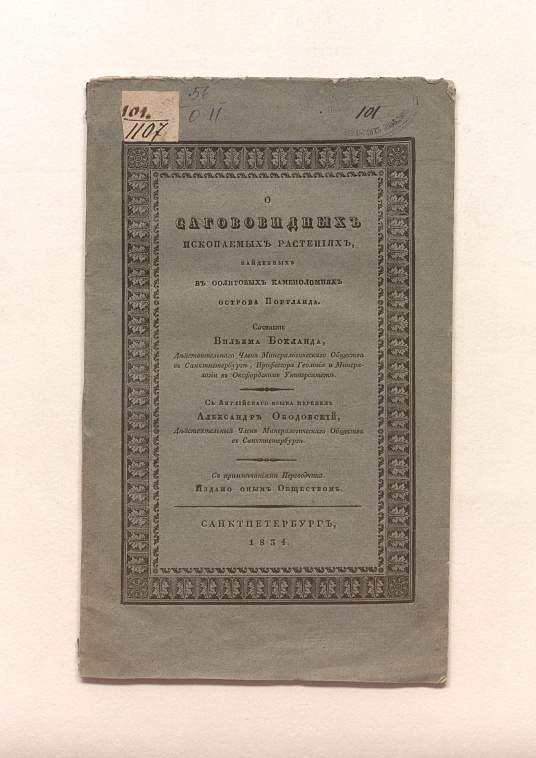 101.
1107
56
0 11
101
О
САГОВОВИДНЫХЪ
ИСКОПАЕМЫХЪ РАСТЕНІЯХЪ,
НАЙДЕННЫХЪ
ВЪ ООЛИТОВЫХЪ КАМЕНОЛОМНЯХЪ
ОСТРОВА ПОРТЛАНДА.
Сочиненіе
Вильяма Бокланда,
Дѣйствительнаго Члена Минералогическаго Общества
въ Санктпетербургѣ, Профессора Геологіи и Минера-
логіи въ Оксфордскомъ Университетѣ.
Съ Англійскаго языка перевелъ
Александръ Ободовскій,
Дѣйствительный Членъ Минералогическаго Общества
въ Санктпетербургѣ.
Съ примѣчаніями Переводчика.
Издано онымъ Обществомъ.
САНКТПЕТЕРБУРГЪ,
1834.